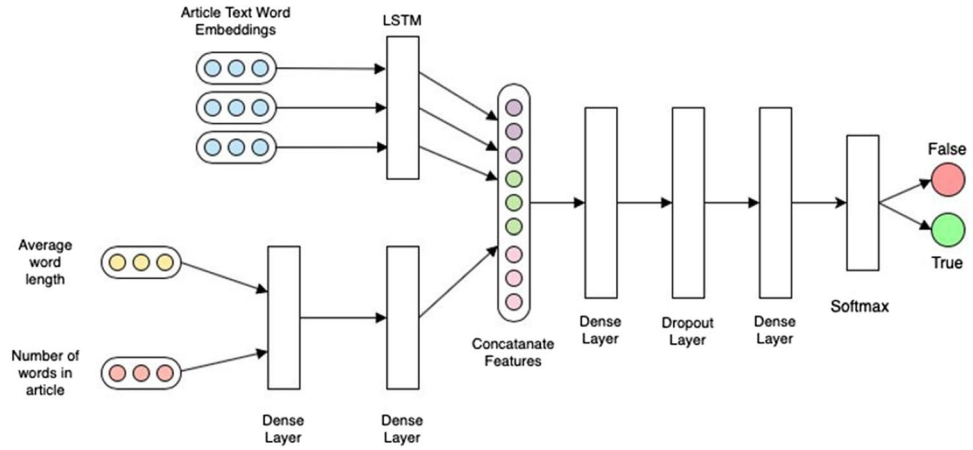 Article Text Word
Embeddings
LSTM
False
True
Average
word
length
Softmax
Dense
Layer
Dropout
Layer
Dense
Layer
Concatanate
Features
Number of
words in
article
Dense
Layer
Dense
Layer